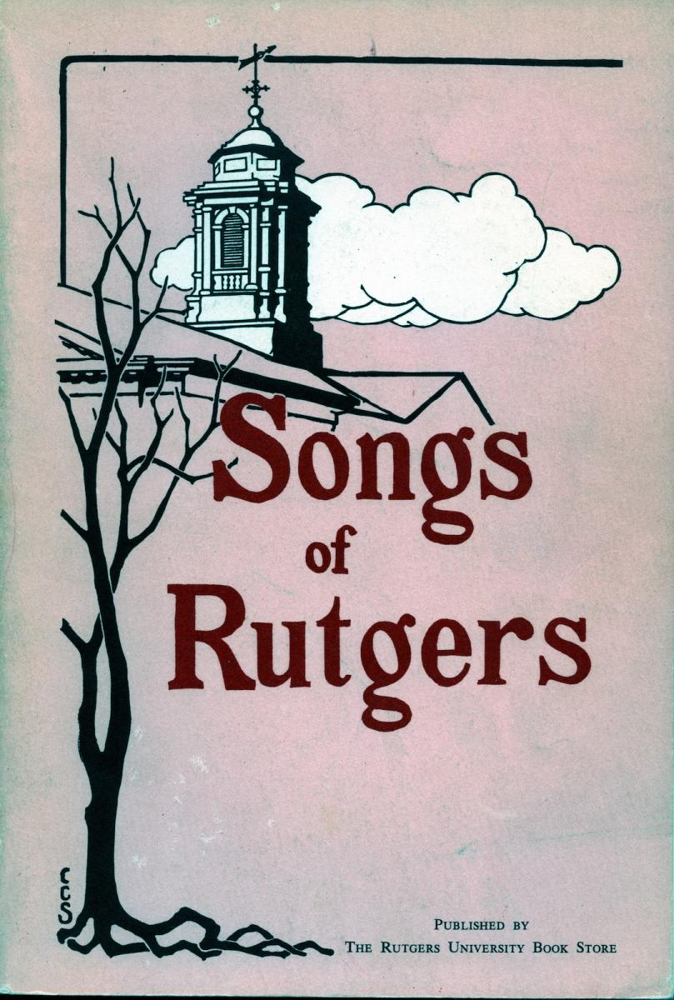 Songs
of
Rutgers
CCS
PUBLISHED BY
THE RUTGERS UNIVERSITY BOOK STORE